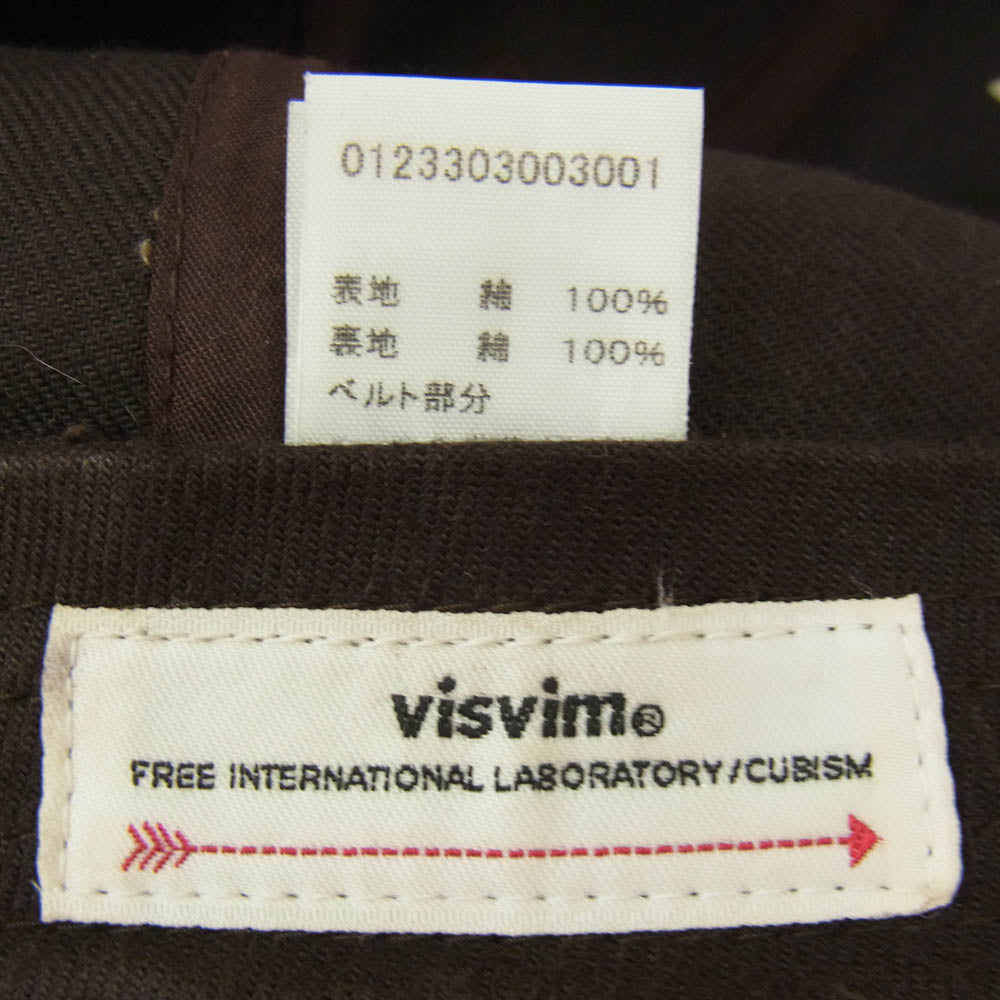 0123303003001
表地 綿 100%
裏地 綿 100%
ベルト部分
visvim®
FREE INTERNATIONAL LABORATORY/CUBISM